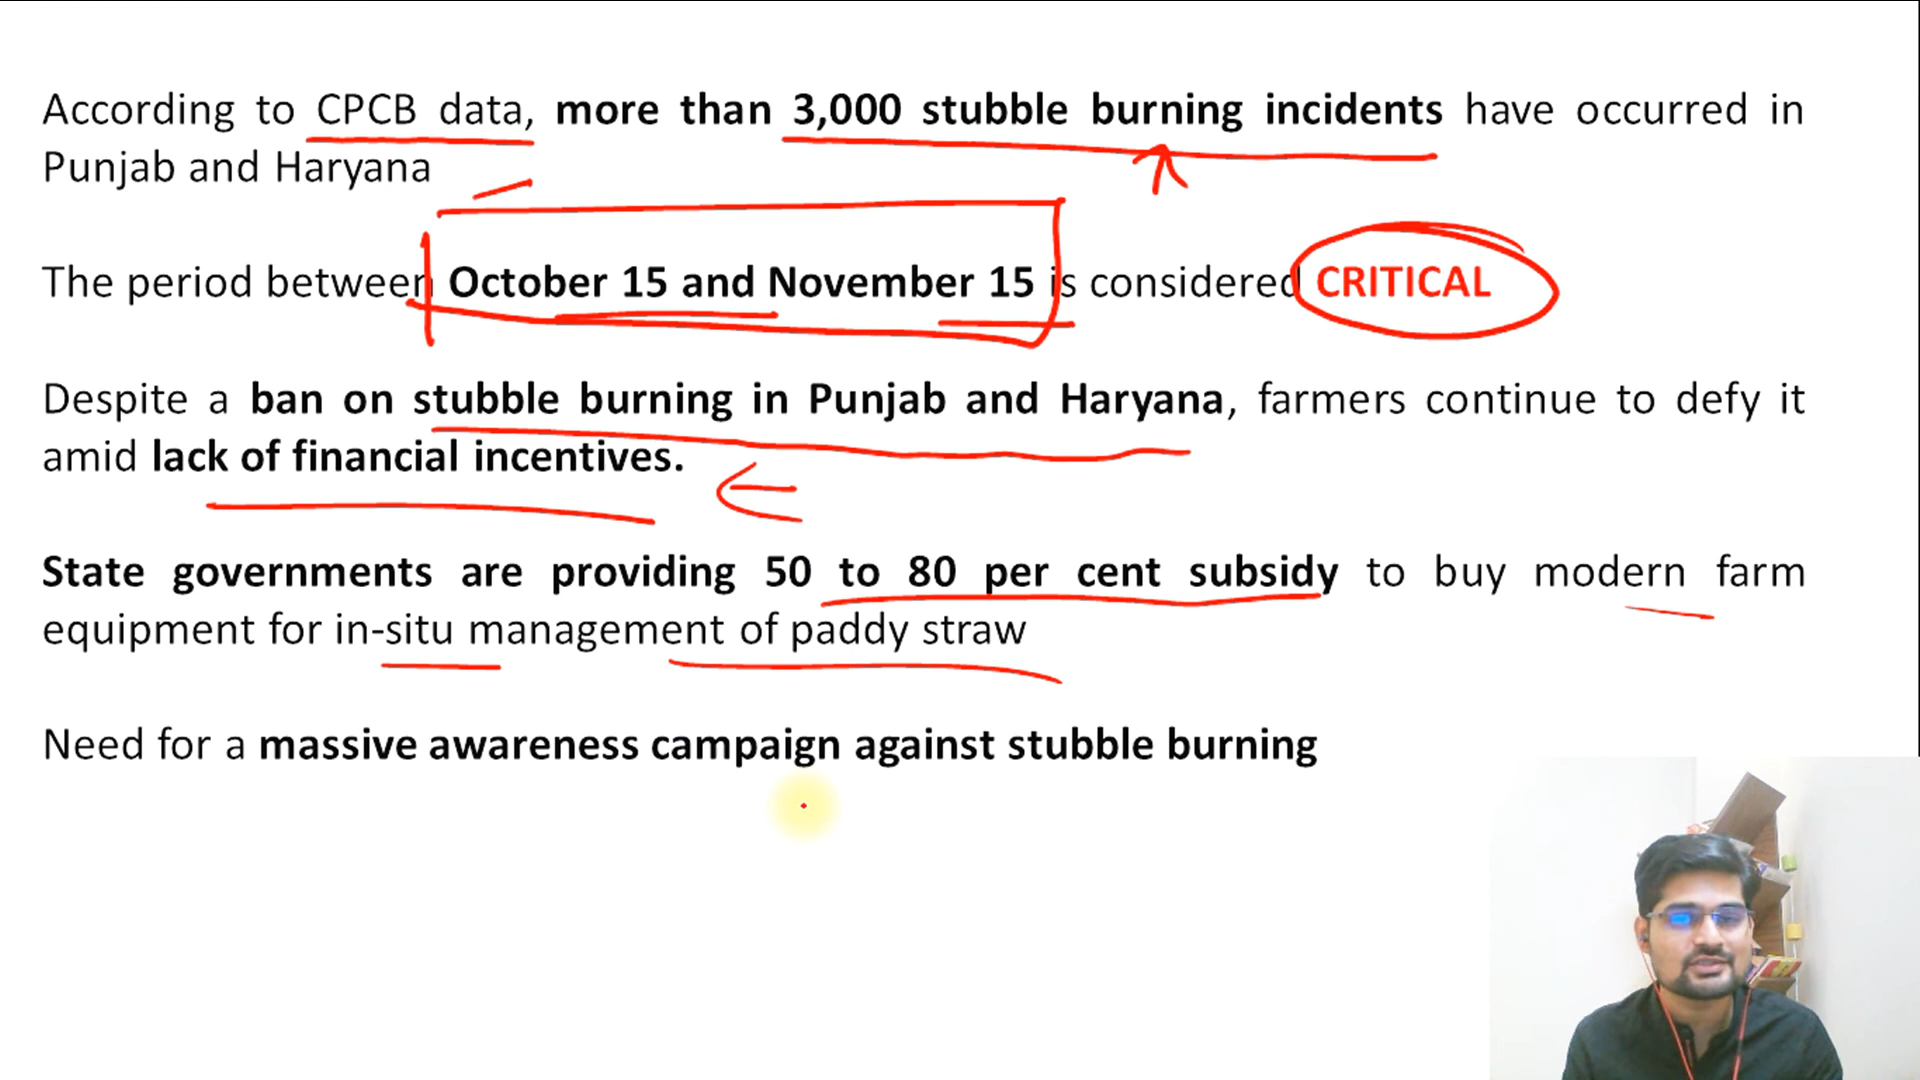 According to CPCB data, more than 3,000 stubble burning incidents have occurred in
Punjab and Haryana
The period between October 15 and November 15 is considered CRITICAL
Despite a ban on stubble burning in Punjab and Haryana, farmers continue to defy it
amid lack of financial incentives.
State governments are providing 50 to 80 per cent subsidy to buy modern farm
equipment for in-situ management of paddy straw
Need for a massive awareness campaign against stubble burning